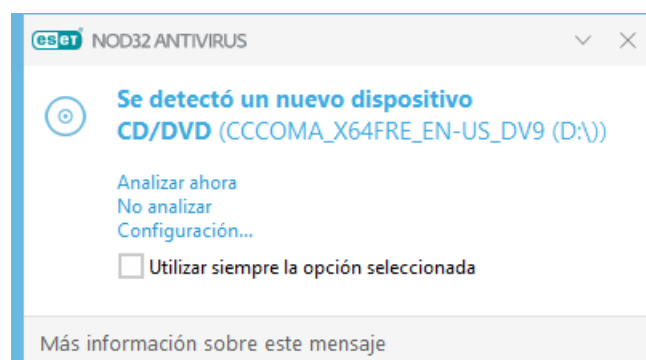 eset NOD32 ANTIVIRUS
Se detectó un nuevo dispositivo
CD/DVD (CCCOMA_X64FRE_EN-US_DV9 (D:\))
Analizar ahora
No analizar
Configuración...
Utilizar siempre la opción seleccionada
Más información sobre este mensaje